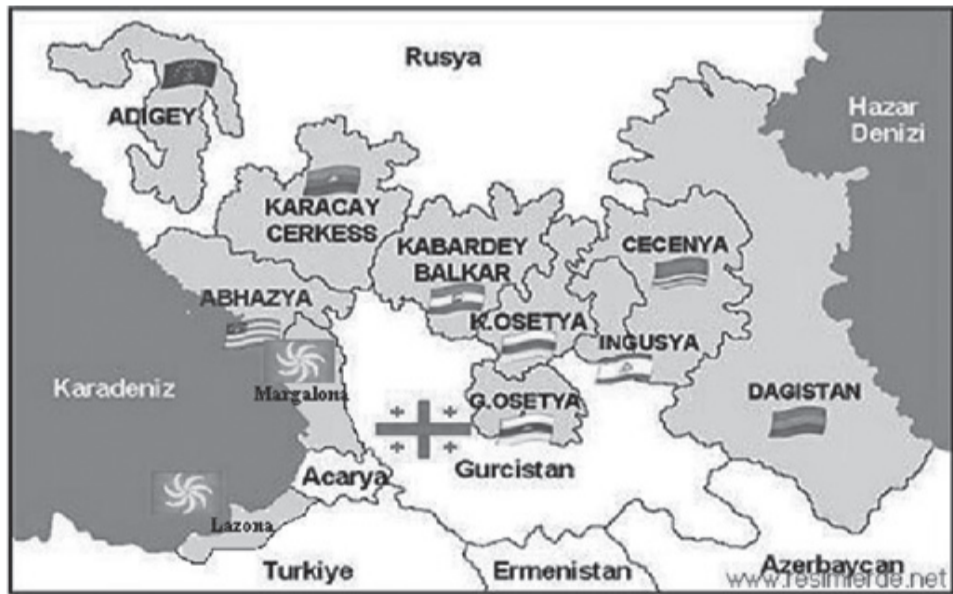 Rusya
Hazar
Denizi
ADIGEY
KARACAY
CERKESS
KABARDEY
BALKAR
CECENYA
ABHAZYA
K.OSETYA
INGUSYA
Karadeniz
Margalona
G.OSETYA
DAGISTAN
Gurcistan
Acarya
Lazona
Turkiye
Ermenistan
Azerbaycan
www.resimlerde.net